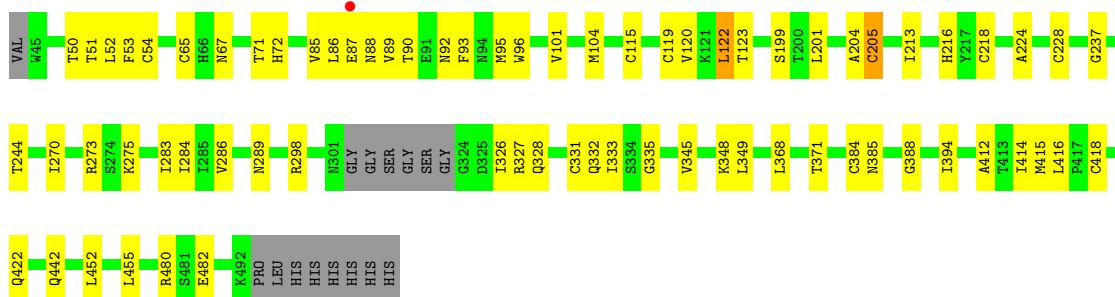 VAL W45 T50 T51 L52 F53 C54 C65 H66 N67 T71 H72 V85 L86 E87 N88 V89 T90 E91 N92 F93 N94 M95 W96 V101 M104 C115 C119 V120 K121 L122 T123 S199 T200 L201 A204 C205 I213 H216 Y217 C218 A224 C228 G237
T244 I270 R273 S274 K275 I283 I284 I285 V286 N289 R298 N301 GLY GLY SER GLY SER GLY G324 D325 I326 R327 Q328 C331 Q332 I333 S334 G335 V345 K348 L349 L368 T371 C384 N385 G388 I394 A412 T413 I414 M415 L416 P417 C418
Q422 Q442 L452 L455 R480 S481 E482 K492 PRO LEU HIS HIS HIS HIS HIS HIS